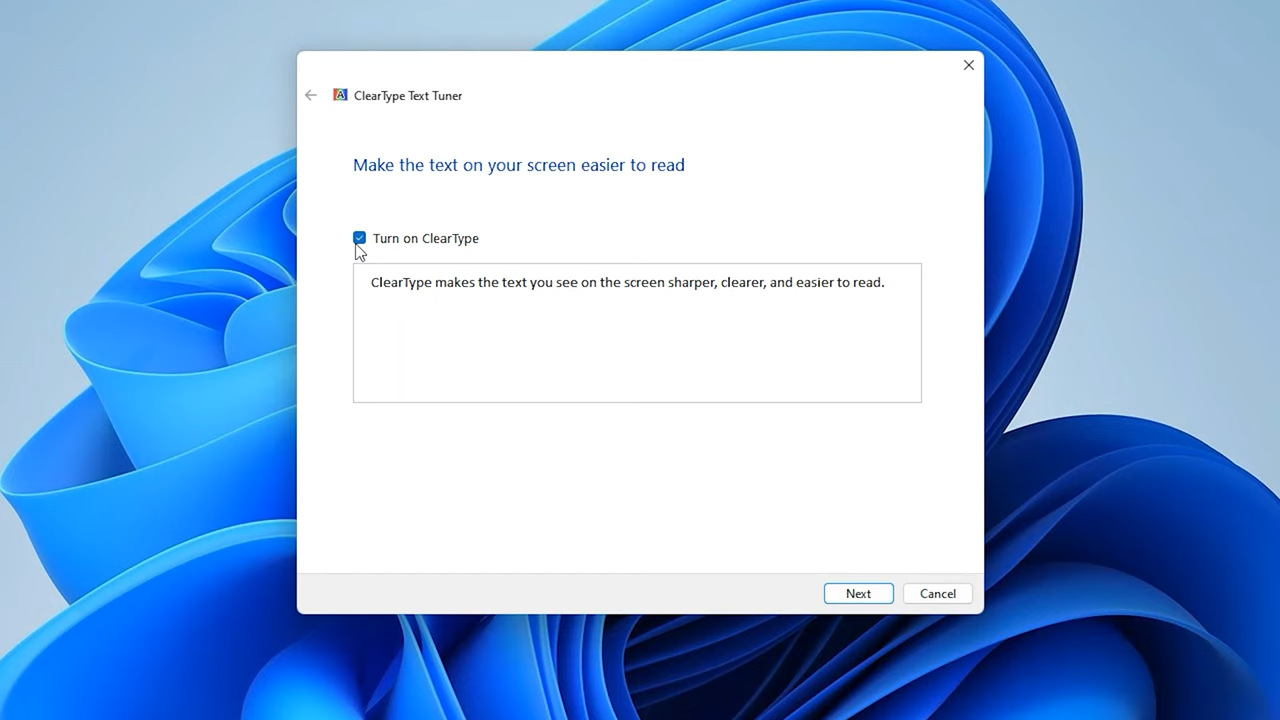 ClearType Text Tuner
Make the text on your screen easier to read
Turn on ClearType
ClearType makes the text you see on the screen sharper, clearer, and easier to read.
Next
Cancel